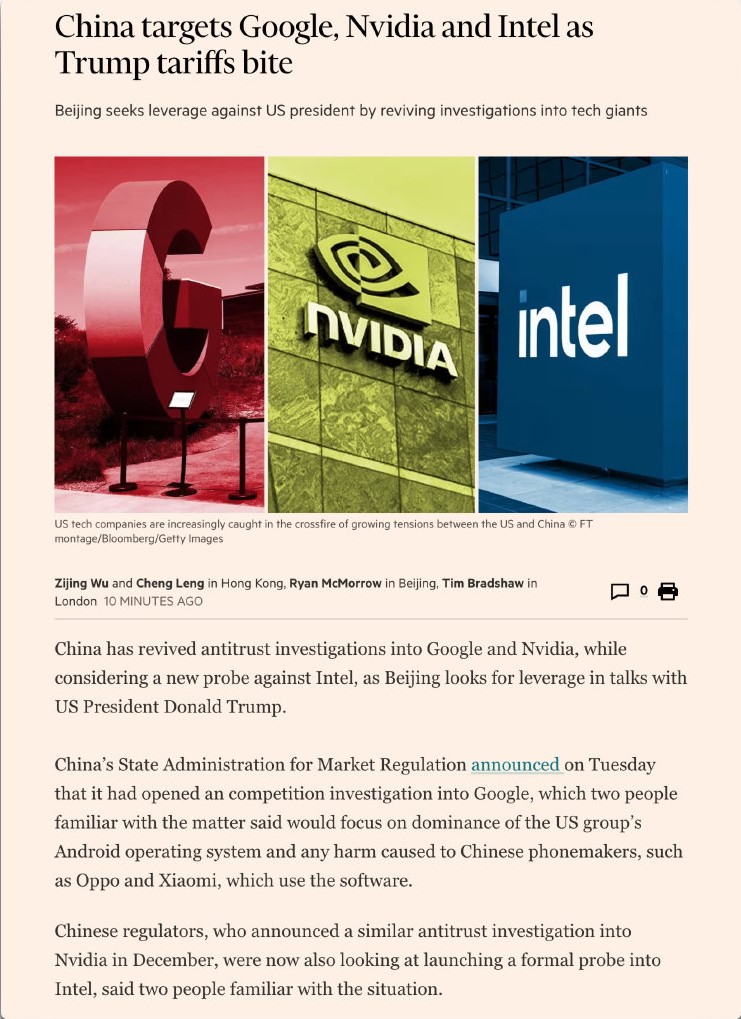 China targets Google, Nvidia and Intel as
Trump tariffs bite
Beijing seeks leverage against US president by reviving investigations into tech giants
NVIDIA
intel
US tech companies are increasingly caught in the crossfire of growing tensions between the US and China © FT
montage/Bloomberg/Getty Images
Zijing Wu and Cheng Leng in Hong Kong, Ryan McMorrow in Beijing, Tim Bradshaw in
London 10 MINUTES AGO
0
China has revived antitrust investigations into Google and Nvidia, while
considering a new probe against Intel, as Beijing looks for leverage in talks with
US President Donald Trump.
China’s State Administration for Market Regulation announced on Tuesday
that it had opened an competition investigation into Google, which two people
familiar with the matter said would focus on dominance of the US group’s
Android operating system and any harm caused to Chinese phonemakers, such
as Oppo and Xiaomi, which use the software.
Chinese regulators, who announced a similar antitrust investigation into
Nvidia in December, were now also looking at launching a formal probe into
Intel, said two people familiar with the situation.